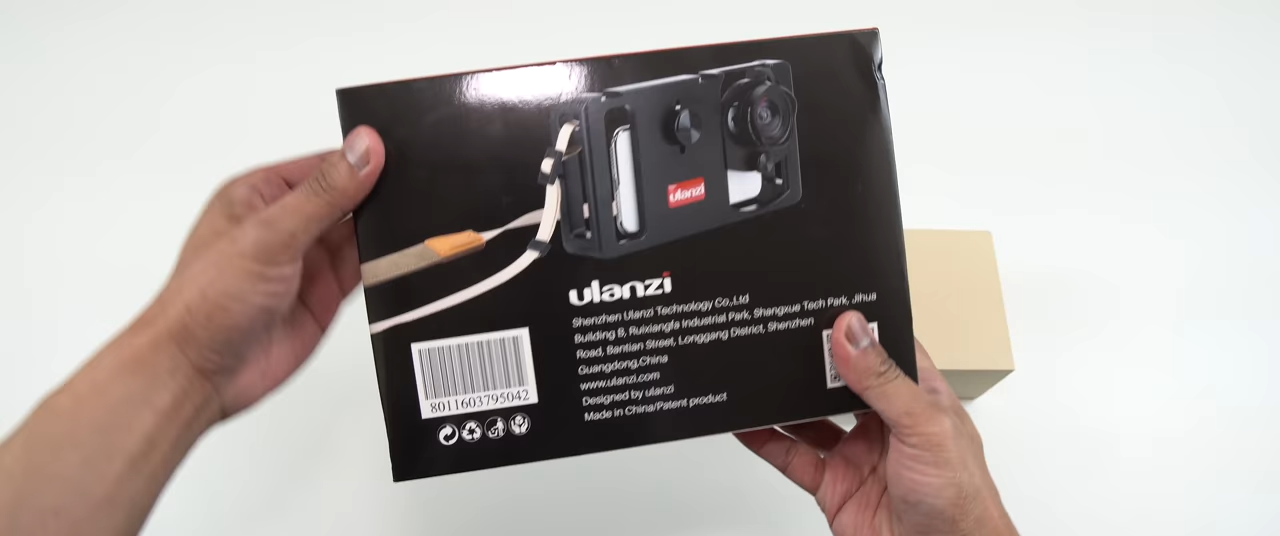 ulanzi
ulanzi
Shenzhen Ulanzi Technology Co.,Ltd
Building B, Ruixiangfa Industrial Park, Shangxue Tech Park, Jihua
Road, Bantian Street, Longgang District, Shenzhen
Guangdong,China
www.ulanzi.com
Designed by ulanzi
Made in China/Patent product
8011603795042